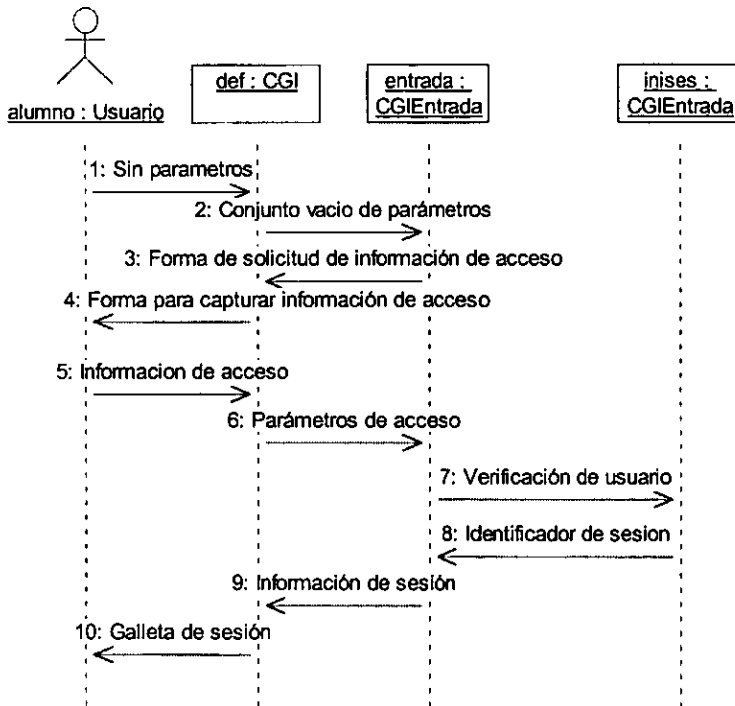 alumno : Usuario
def : CGI
entrada :
CGIEntrada
inises :
CGIEntrada
1: Sin parametros
2: Conjunto vacio de parámetros
3: Forma de solicitud de información de acceso
4: Forma para capturar información de acceso
5: Informacion de acceso
6: Parámetros de acceso
7: Verificación de usuario
8: Identificador de sesion
9: Información de sesión
10: Galleta de sesión